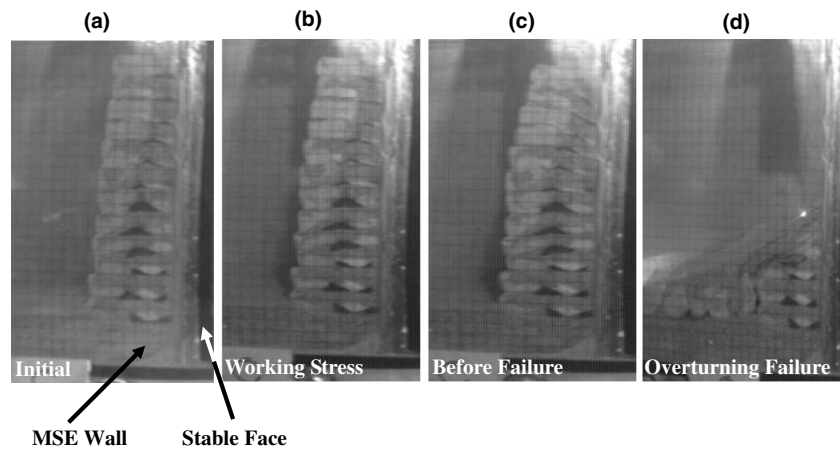 (a)
(b)
(c)
(d)
Initial
Working Stress
Before Failure
Overturning Failure
MSE Wall
Stable Face